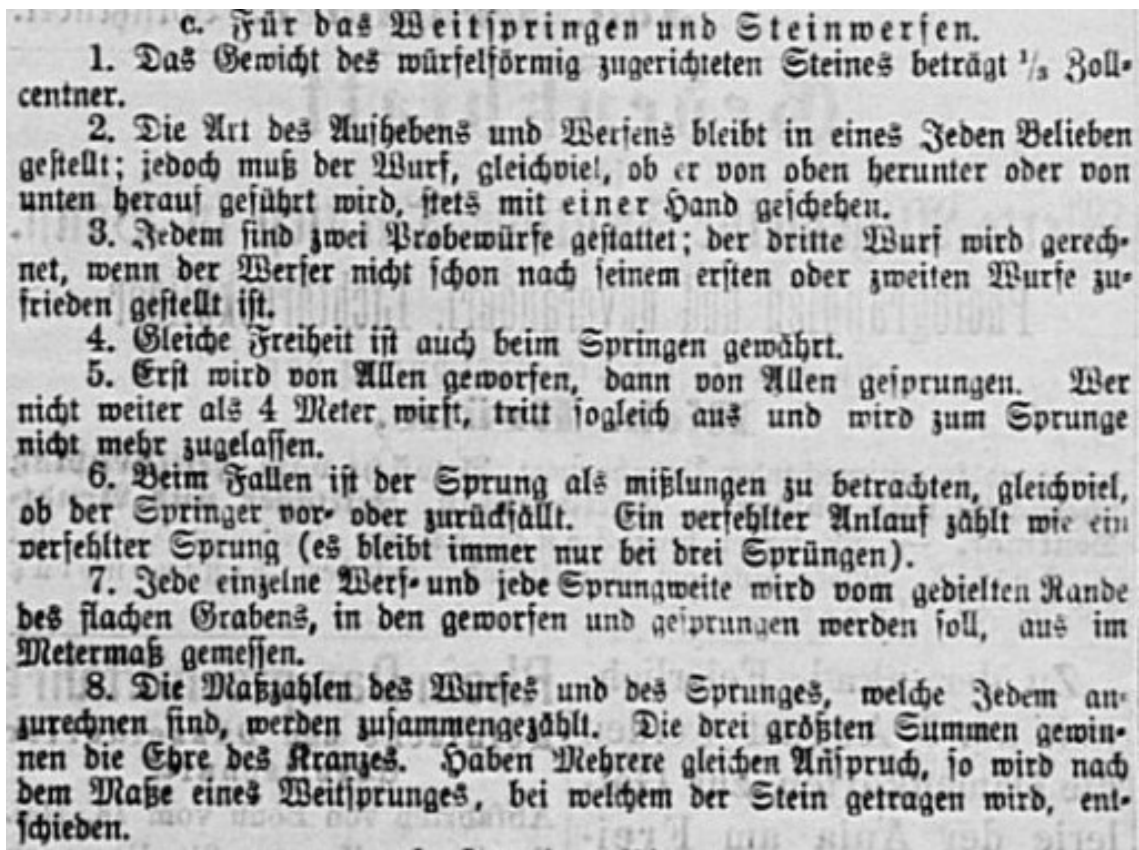 c. Für das Weitspringen und Steinwerfen.
1. Das Gewicht des würfelförmig zugerichteten Steines beträgt 1/3 Zoll-
centner.
2. Die Art des Aufhebens und Werfens bleibt in eines Jeden Belieben
gestellt; jedoch muß der Wurf, gleichviel, ob er von oben herunter oder von
unten herauf geführt wird, stets mit einer Hand geschehen.
3. Jedem sind zwei Probewürfe gestattet; der dritte Wurf wird gerech-
net, wenn der Werfer nicht schon nach seinem ersten oder zweiten Wurfe zu-
frieden gestellt ist.
4. Gleiche Freiheit ist auch beim Springen gewährt.
5. Erst wird von Allen geworfen, dann von Allen gesprungen. Wer
nicht weiter als 4 Meter wirft, tritt sogleich aus und wird zum Sprunge
nicht mehr zugelassen.
6. Beim Fallen ist der Sprung als mißlungen zu betrachten, gleichviel,
ob der Springer vor- oder zurückfällt. Ein verfehlter Anlauf zählt wie ein
verfehlter Sprung (es bleibt immer nur bei drei Sprüngen).
7. Jede einzelne Werf- und jede Sprungweite wird vom gedielten Rande
des flachen Grabens, in den geworfen und gesprungen werden soll, aus im
Metermaß gemessen.
8. Die Maßzahlen des Wurfes und des Sprunges, welche Jedem an-
zurechnen sind, werden zusammengezählt. Die drei größten Summen gewin-
nen die Ehre des Kranzes. Haben Mehrere gleichen Anspruch, so wird nach
dem Maße eines Weitsprunges, bei welchem der Stein getragen wird, ent-
schieden.